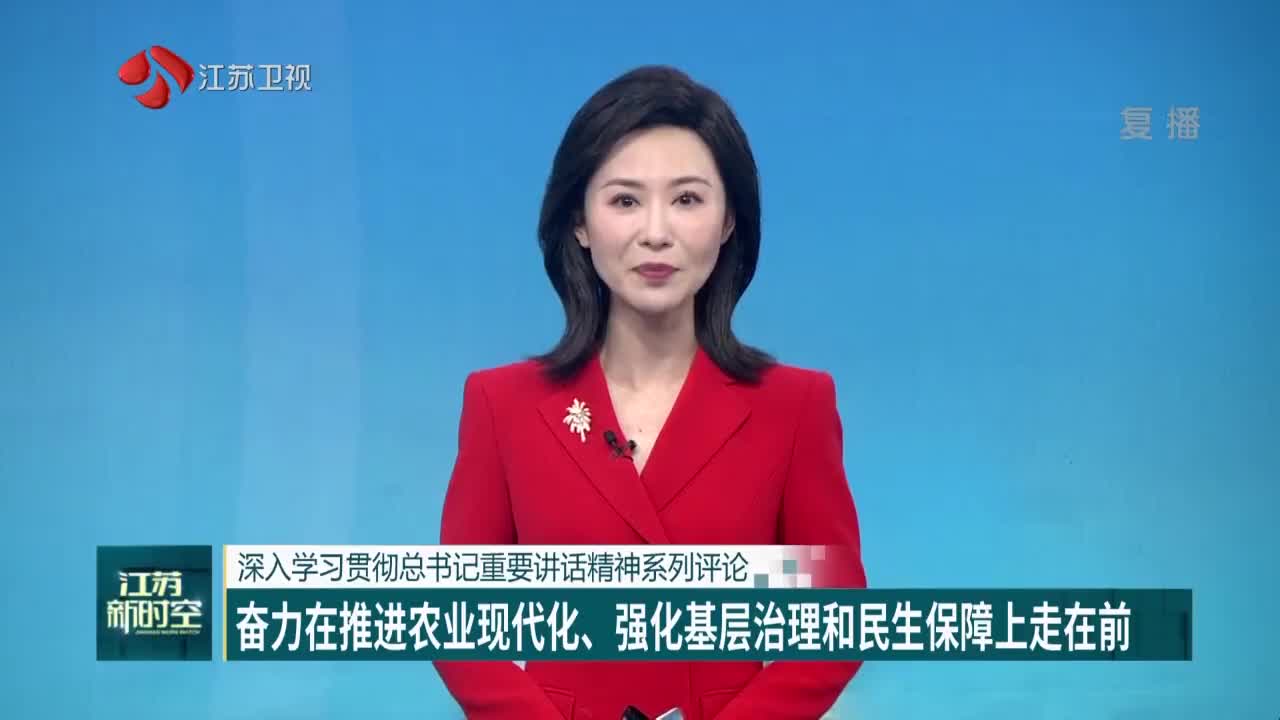 江苏卫视
复播
深入学习贯彻总书记重要讲话精神系列评论
江苏
新时空
奋力在推进农业现代化、强化基层治理和民生保障上走在前